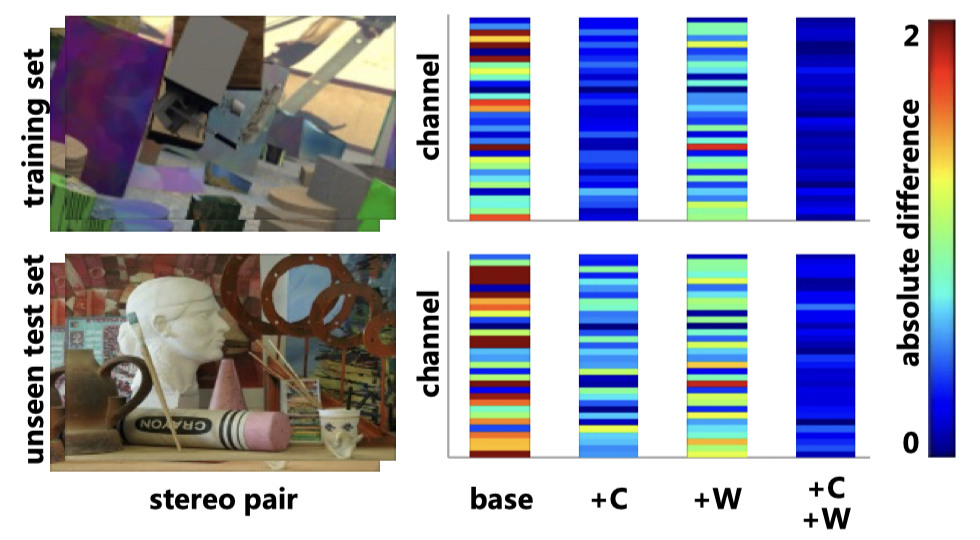 training set
channel
2
absolute difference
0
unseen test set
channel
CRAYON
stereo pair
base
+C
+W
+C
+W